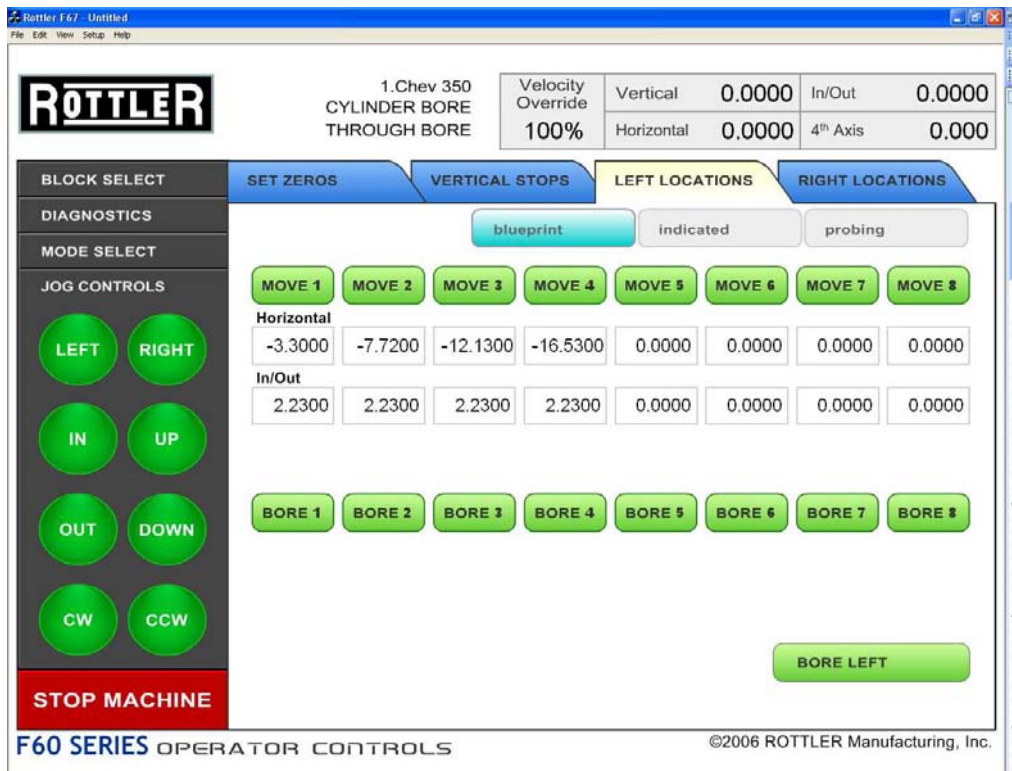 Rottler F67 - Untitled
File Edit View Setup Help
ROTTLER
1.Chev 350
CYLINDER BORE
THROUGH BORE
Velocity
Override
100%
Vertical 0.0000 In/Out 0.0000
Horizontal 0.0000 4th Axis 0.000
BLOCK SELECT
DIAGNOSTICS
MODE SELECT
JOG CONTROLS
LEFT RIGHT
IN UP
OUT DOWN
CW CCW
STOP MACHINE
SET ZEROS VERTICAL STOPS LEFT LOCATIONS RIGHT LOCATIONS
blueprint indicated probing
MOVE 1 MOVE 2 MOVE 3 MOVE 4 MOVE 5 MOVE 6 MOVE 7 MOVE 8
Horizontal
-3.3000 -7.7200 -12.1300 -16.5300 0.0000 0.0000 0.0000 0.0000
In/Out
2.2300 2.2300 2.2300 2.2300 0.0000 0.0000 0.0000 0.0000
BORE 1 BORE 2 BORE 3 BORE 4 BORE 5 BORE 6 BORE 7 BORE 8
BORE LEFT
F60 SERIES OPERATOR CONTROLS
©2006 ROTTLER Manufacturing, Inc.